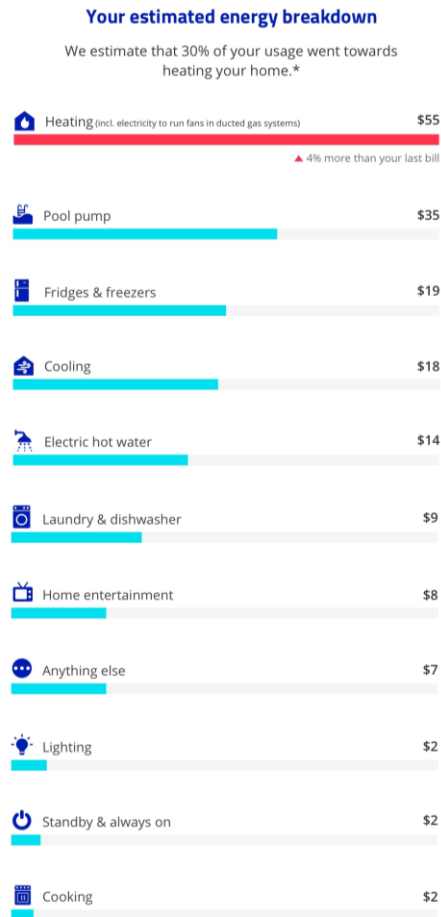 Your estimated energy breakdown
We estimate that 30% of your usage went towards
heating your home.*
Heating (incl. electricity to run fans in ducted gas systems) $55
▲ 4% more than your last bill
Pool pump $35
Fridges & freezers $19
Cooling $18
Electric hot water $14
Laundry & dishwasher $9
Home entertainment $8
Anything else $7
Lighting $2
Standby & always on $2
Cooking $2